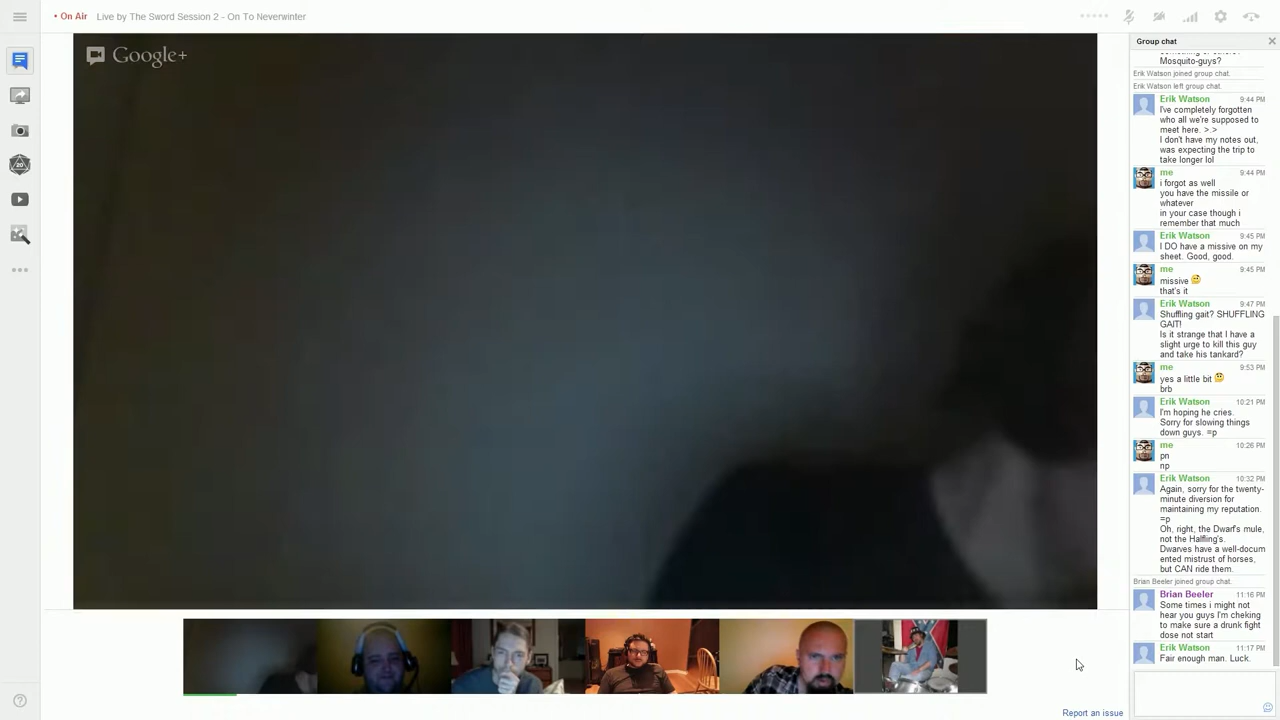 • On Air Live by The Sword Session 2 - On To Neverwinter
Google+
20
Group chat
Mosquito-guys?
Erik Watson joined group chat.
Erik Watson left group chat.
Erik Watson 9:44 PM
I've completely forgotten
who all we're supposed to
meet here. >.>
I don't have my notes out,
was expecting the trip to
take longer lol
me 9:44 PM
i forgot as well
you have the missile or
whatever
in your case though i
remember that much
Erik Watson 9:45 PM
I DO have a missive on my
sheet. Good, good.
me 9:45 PM
missive
that's it
Erik Watson 9:47 PM
Shuffling gait? SHUFFLING
GAIT!
Is it strange that I have a
slight urge to kill this guy
and take his tankard?
me 9:53 PM
yes a little bit
brb
Erik Watson 10:21 PM
I'm hoping he cries.
Sorry for slowing things
down guys. =p
me 10:26 PM
pn
np
Erik Watson 10:32 PM
Again, sorry for the twenty-
minute diversion for
maintaining my reputation.
=p
Oh, right, the Dwarf's mule,
not the Halfling's.
Dwarves have a well-docum
ented mistrust of horses,
but CAN ride them.
Brian Beeler joined group chat.
Brian Beeler 11:16 PM
Some times i might not
hear you guys I'm cheking
to make sure a drunk fight
dose not start
Erik Watson 11:17 PM
Fair enough man. Luck.
Report an issue